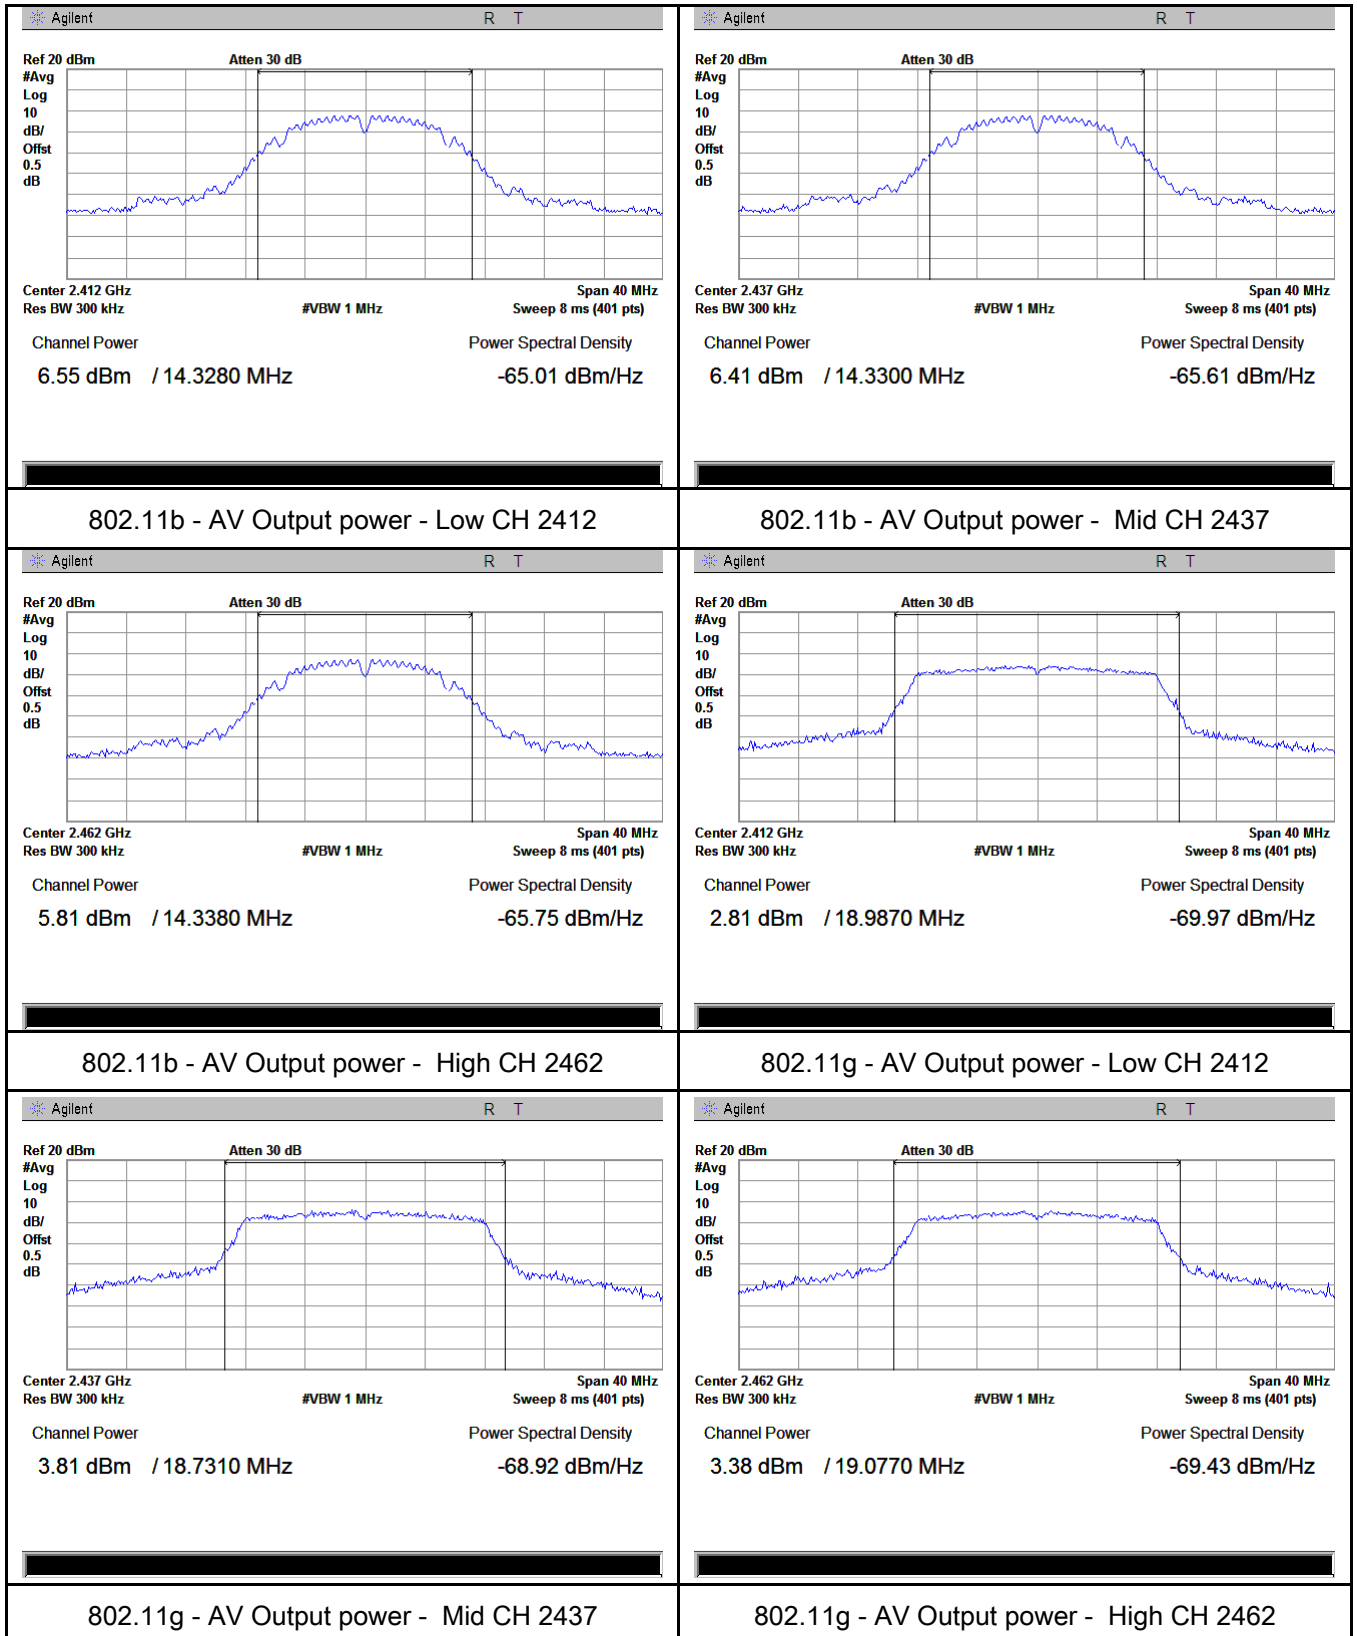 Agilent R T
Ref 20 dBm Atten 30 dB
#Avg
Log
10
dB/
Offst
0.5
dB
Center 2.412 GHz Span 40 MHz
Res BW 300 kHz #VBW 1 MHz Sweep 8 ms (401 pts)
Channel Power Power Spectral Density
6.55 dBm / 14.3280 MHz -65.01 dBm/Hz
802.11b - AV Output power - Low CH 2412
Agilent R T
Ref 20 dBm Atten 30 dB
#Avg
Log
10
dB/
Offst
0.5
dB
Center 2.437 GHz Span 40 MHz
Res BW 300 kHz #VBW 1 MHz Sweep 8 ms (401 pts)
Channel Power Power Spectral Density
6.41 dBm / 14.3300 MHz -65.61 dBm/Hz
802.11b - AV Output power - Mid CH 2437
Agilent R T
Ref 20 dBm Atten 30 dB
#Avg
Log
10
dB/
Offst
0.5
dB
Center 2.462 GHz Span 40 MHz
Res BW 300 kHz #VBW 1 MHz Sweep 8 ms (401 pts)
Channel Power Power Spectral Density
5.81 dBm / 14.3380 MHz -65.75 dBm/Hz
802.11b - AV Output power - High CH 2462
Agilent R T
Ref 20 dBm Atten 30 dB
#Avg
Log
10
dB/
Offst
0.5
dB
Center 2.412 GHz Span 40 MHz
Res BW 300 kHz #VBW 1 MHz Sweep 8 ms (401 pts)
Channel Power Power Spectral Density
2.81 dBm / 18.9870 MHz -69.97 dBm/Hz
802.11g - AV Output power - Low CH 2412
Agilent R T
Ref 20 dBm Atten 30 dB
#Avg
Log
10
dB/
Offst
0.5
dB
Center 2.437 GHz Span 40 MHz
Res BW 300 kHz #VBW 1 MHz Sweep 8 ms (401 pts)
Channel Power Power Spectral Density
3.81 dBm / 18.7310 MHz -68.92 dBm/Hz
802.11g - AV Output power - Mid CH 2437
Agilent R T
Ref 20 dBm Atten 30 dB
#Avg
Log
10
dB/
Offst
0.5
dB
Center 2.462 GHz Span 40 MHz
Res BW 300 kHz #VBW 1 MHz Sweep 8 ms (401 pts)
Channel Power Power Spectral Density
3.38 dBm / 19.0770 MHz -69.43 dBm/Hz
802.11g - AV Output power - High CH 2462